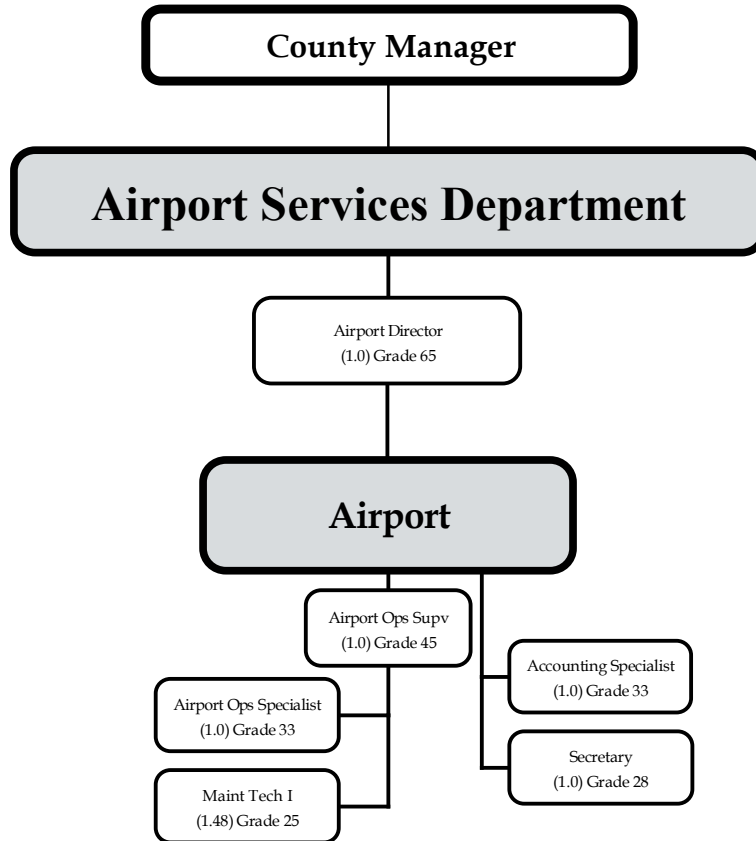 County Manager
Airport Services Department
Airport Director
(1.0) Grade 65
Airport
Airport Ops Supv
(1.0) Grade 45
Airport Ops Specialist
(1.0) Grade 33
Maint Tech I
(1.48) Grade 25
Accounting Specialist
(1.0) Grade 33
Secretary
(1.0) Grade 28